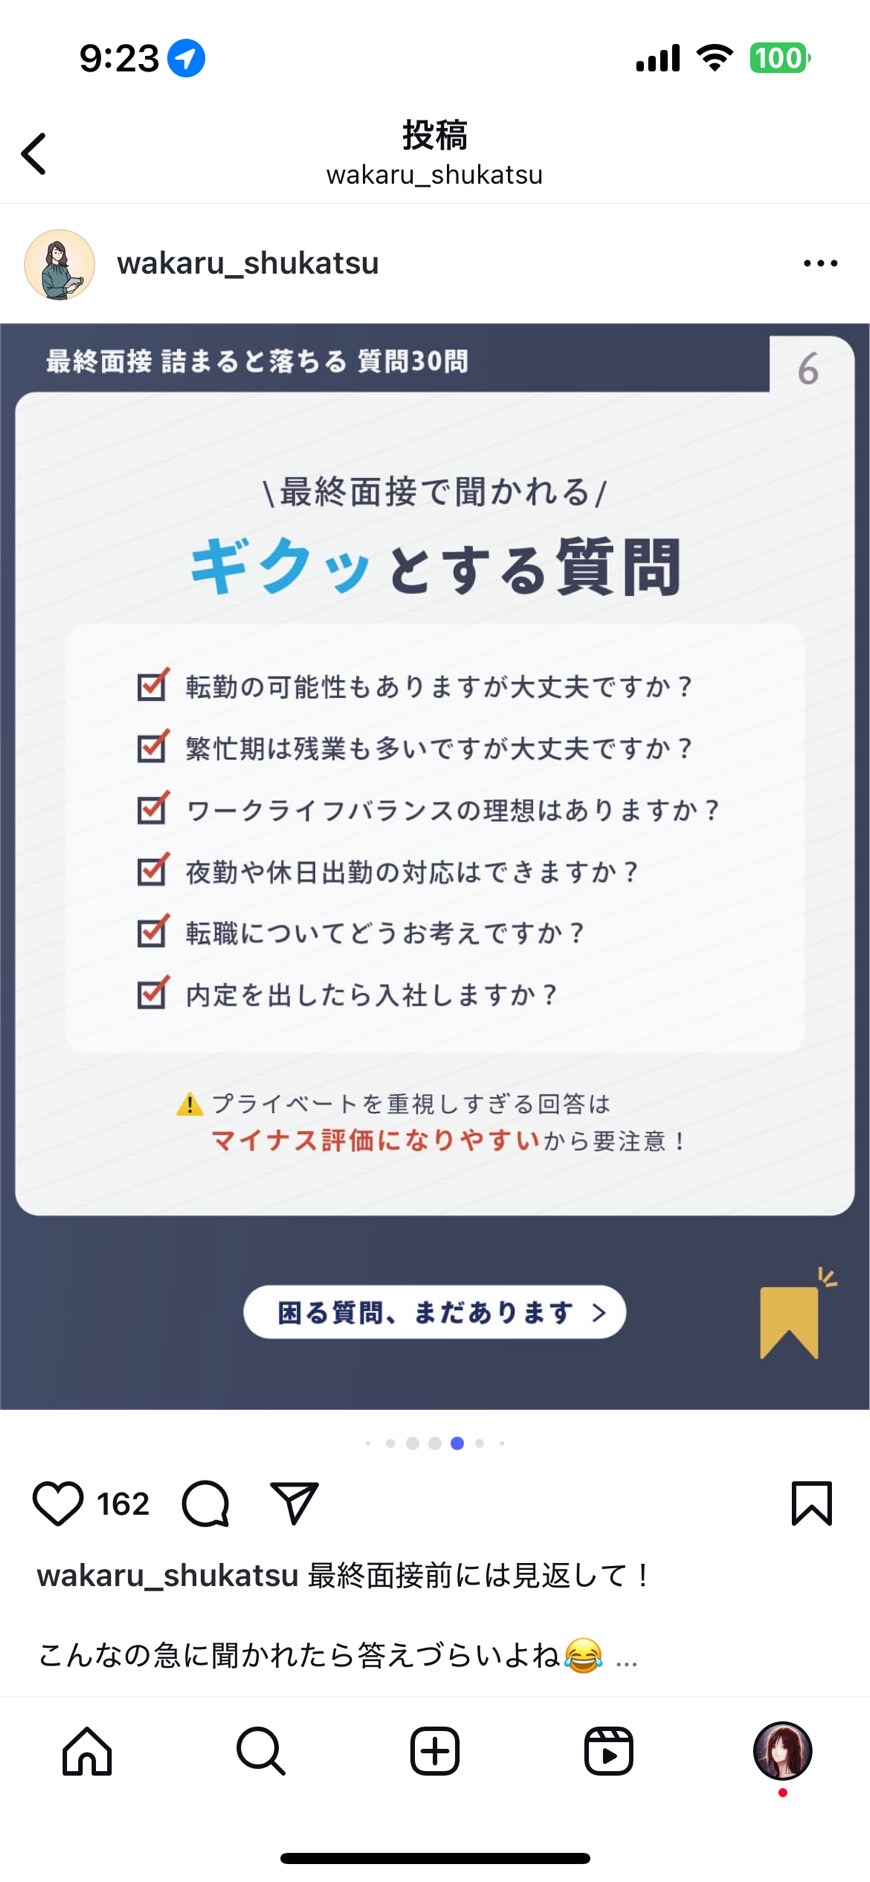 9:23
100
投稿
wakaru_shukatsu
wakaru_shukatsu
最終面接 詰まると落ちる 質問30問
6
\最終面接で聞かれる/
ギクッとする質問
転勤の可能性もありますが大丈夫ですか？
繁忙期は残業も多いですが大丈夫ですか？
ワークライフバランスの理想はありますか？
夜勤や休日出勤の対応はできますか？
転職についてどうお考えですか？
内定を出したら入社しますか？
⚠️プライベートを重視しすぎる回答は
マイナス評価になりやすいから要注意！
困る質問、まだあります >
162
wakaru_shukatsu 最終面接前には見返して！
こんなの急に聞かれたら答えづらいよね😂 ...